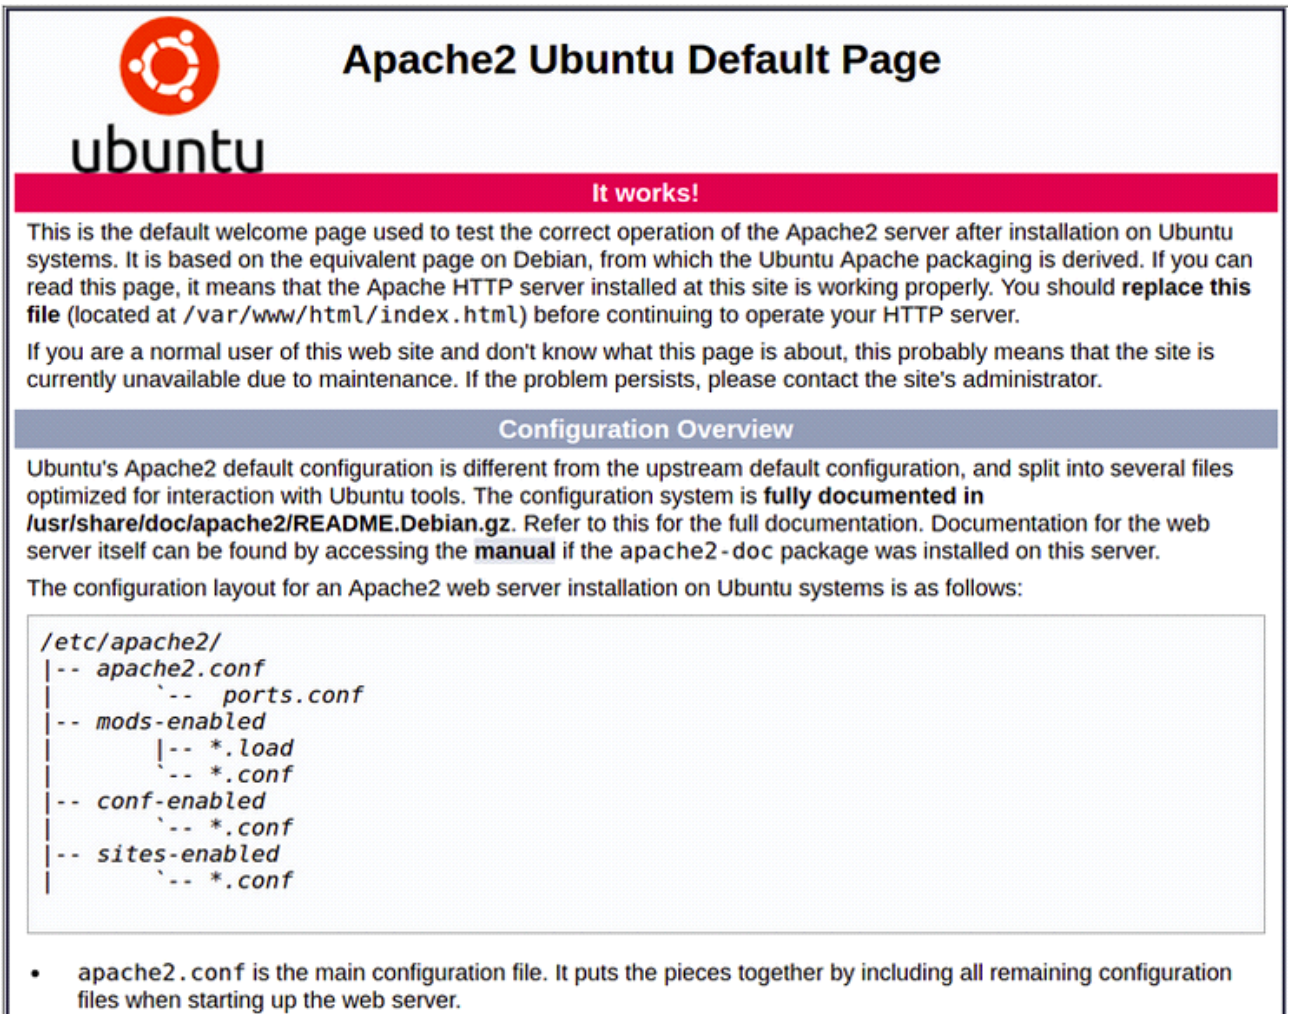 Apache2 Ubuntu Default Page
ubuntu
It works!
This is the default welcome page used to test the correct operation of the Apache2 server after installation on Ubuntu
systems. It is based on the equivalent page on Debian, from which the Ubuntu Apache packaging is derived. If you can
read this page, it means that the Apache HTTP server installed at this site is working properly. You should replace this
file (located at /var/www/html/index.html) before continuing to operate your HTTP server.
If you are a normal user of this web site and don't know what this page is about, this probably means that the site is
currently unavailable due to maintenance. If the problem persists, please contact the site's administrator.
Configuration Overview
Ubuntu's Apache2 default configuration is different from the upstream default configuration, and split into several files
optimized for interaction with Ubuntu tools. The configuration system is fully documented in
/usr/share/doc/apache2/README.Debian.gz. Refer to this for the full documentation. Documentation for the web
server itself can be found by accessing the manual if the apache2-doc package was installed on this server.
The configuration layout for an Apache2 web server installation on Ubuntu systems is as follows:
/etc/apache2/
|-- apache2.conf
|       `--  ports.conf
|-- mods-enabled
|       |-- *.load
|       `-- *.conf
|-- conf-enabled
|       `-- *.conf
|-- sites-enabled
|       `-- *.conf
• apache2.conf is the main configuration file. It puts the pieces together by including all remaining configuration
files when starting up the web server.